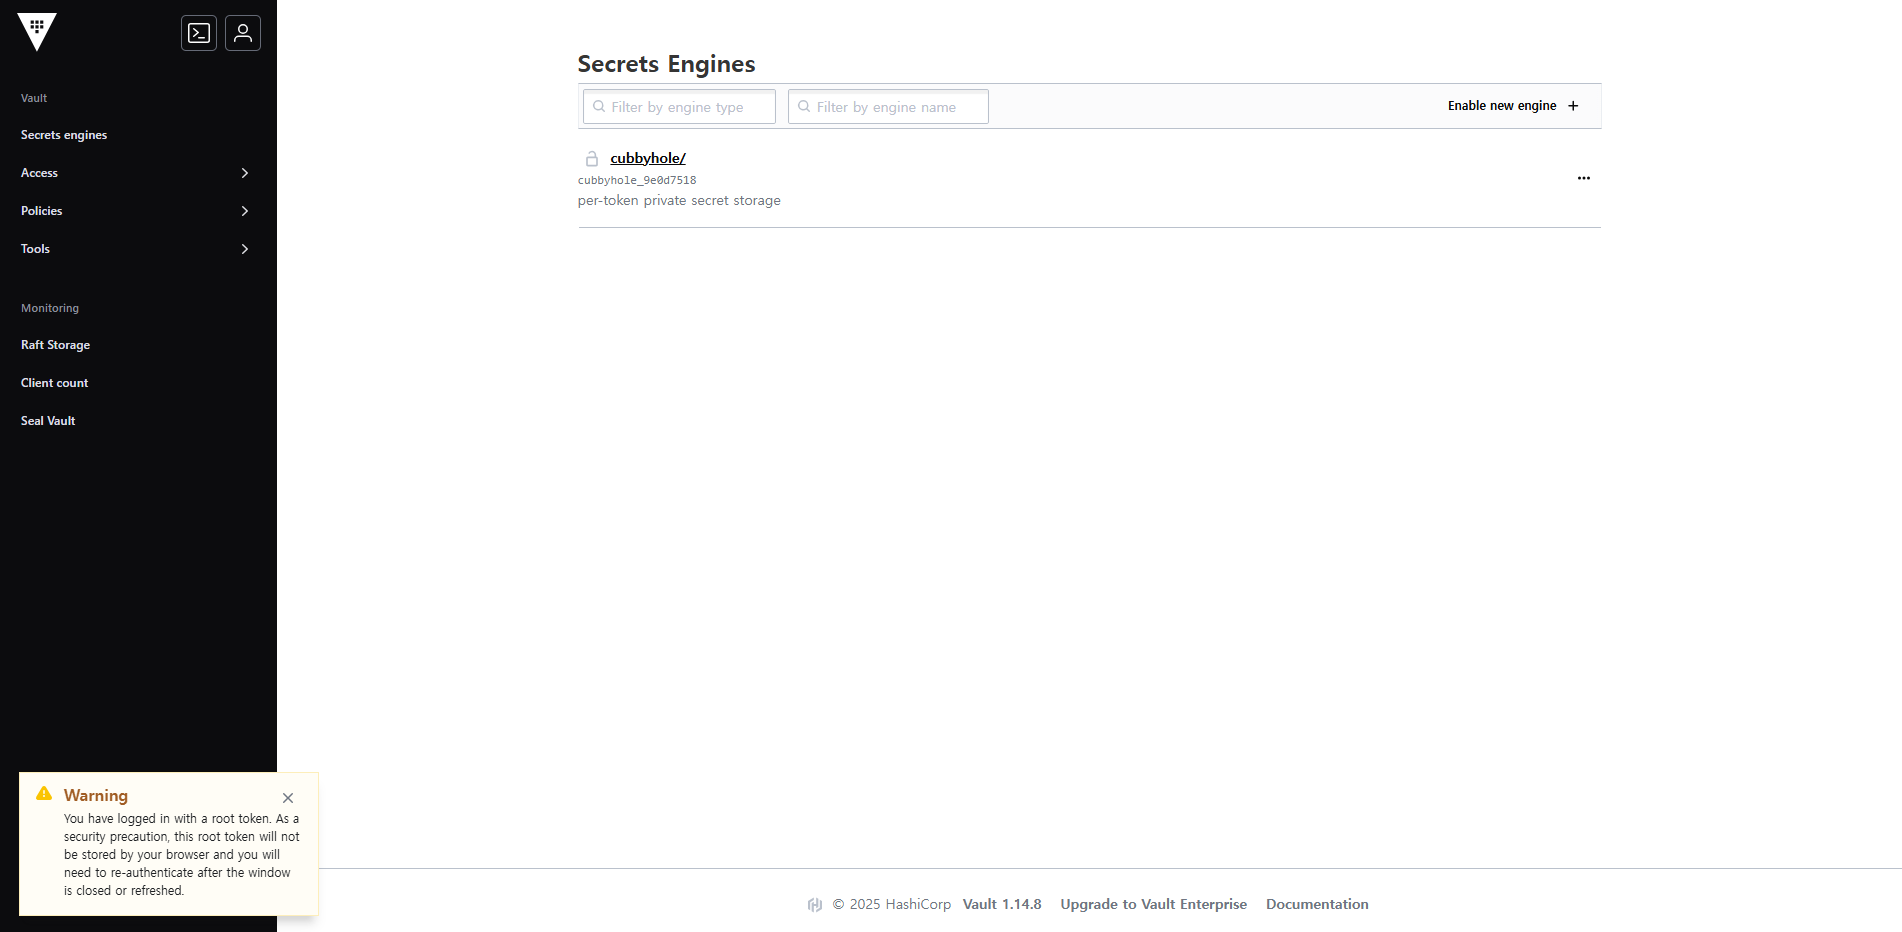 Vault
Secrets engines
Access
Policies
Tools
Monitoring
Raft Storage
Client count
Seal Vault
Warning
You have logged in with a root token. As a
security precaution, this root token will not
be stored by your browser and you will
need to re-authenticate after the window
is closed or refreshed.
Secrets Engines
Filter by engine type
Filter by engine name
Enable new engine +
cubbyhole/
cubbyhole_9e0d7518
per-token private secret storage
© 2025 HashiCorp Vault 1.14.8 Upgrade to Vault Enterprise Documentation